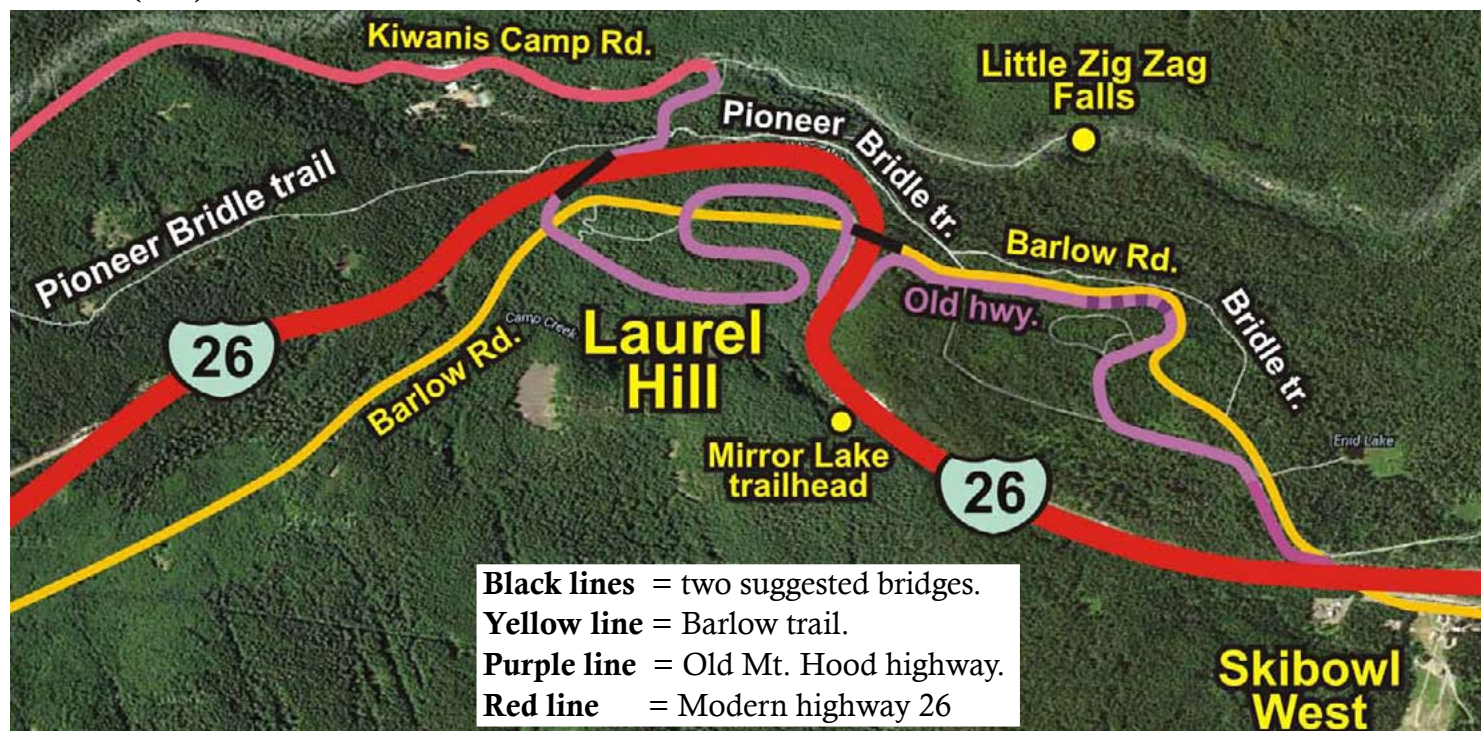 Kiwanis Camp Rd.
Little Zig Zag
Falls
Pioneer Bridle tr.
Pioneer Bridle trail
Barlow Rd.
Old hwy.
Bridle tr.
26
Camp Creek
Laurel
Hill
Barlow Rd.
Mirror Lake
trailhead
Enid Lake
26
Black lines = two suggested bridges.
Yellow line = Barlow trail.
Purple line = Old Mt. Hood highway.
Red line = Modern highway 26
Skibowl
West